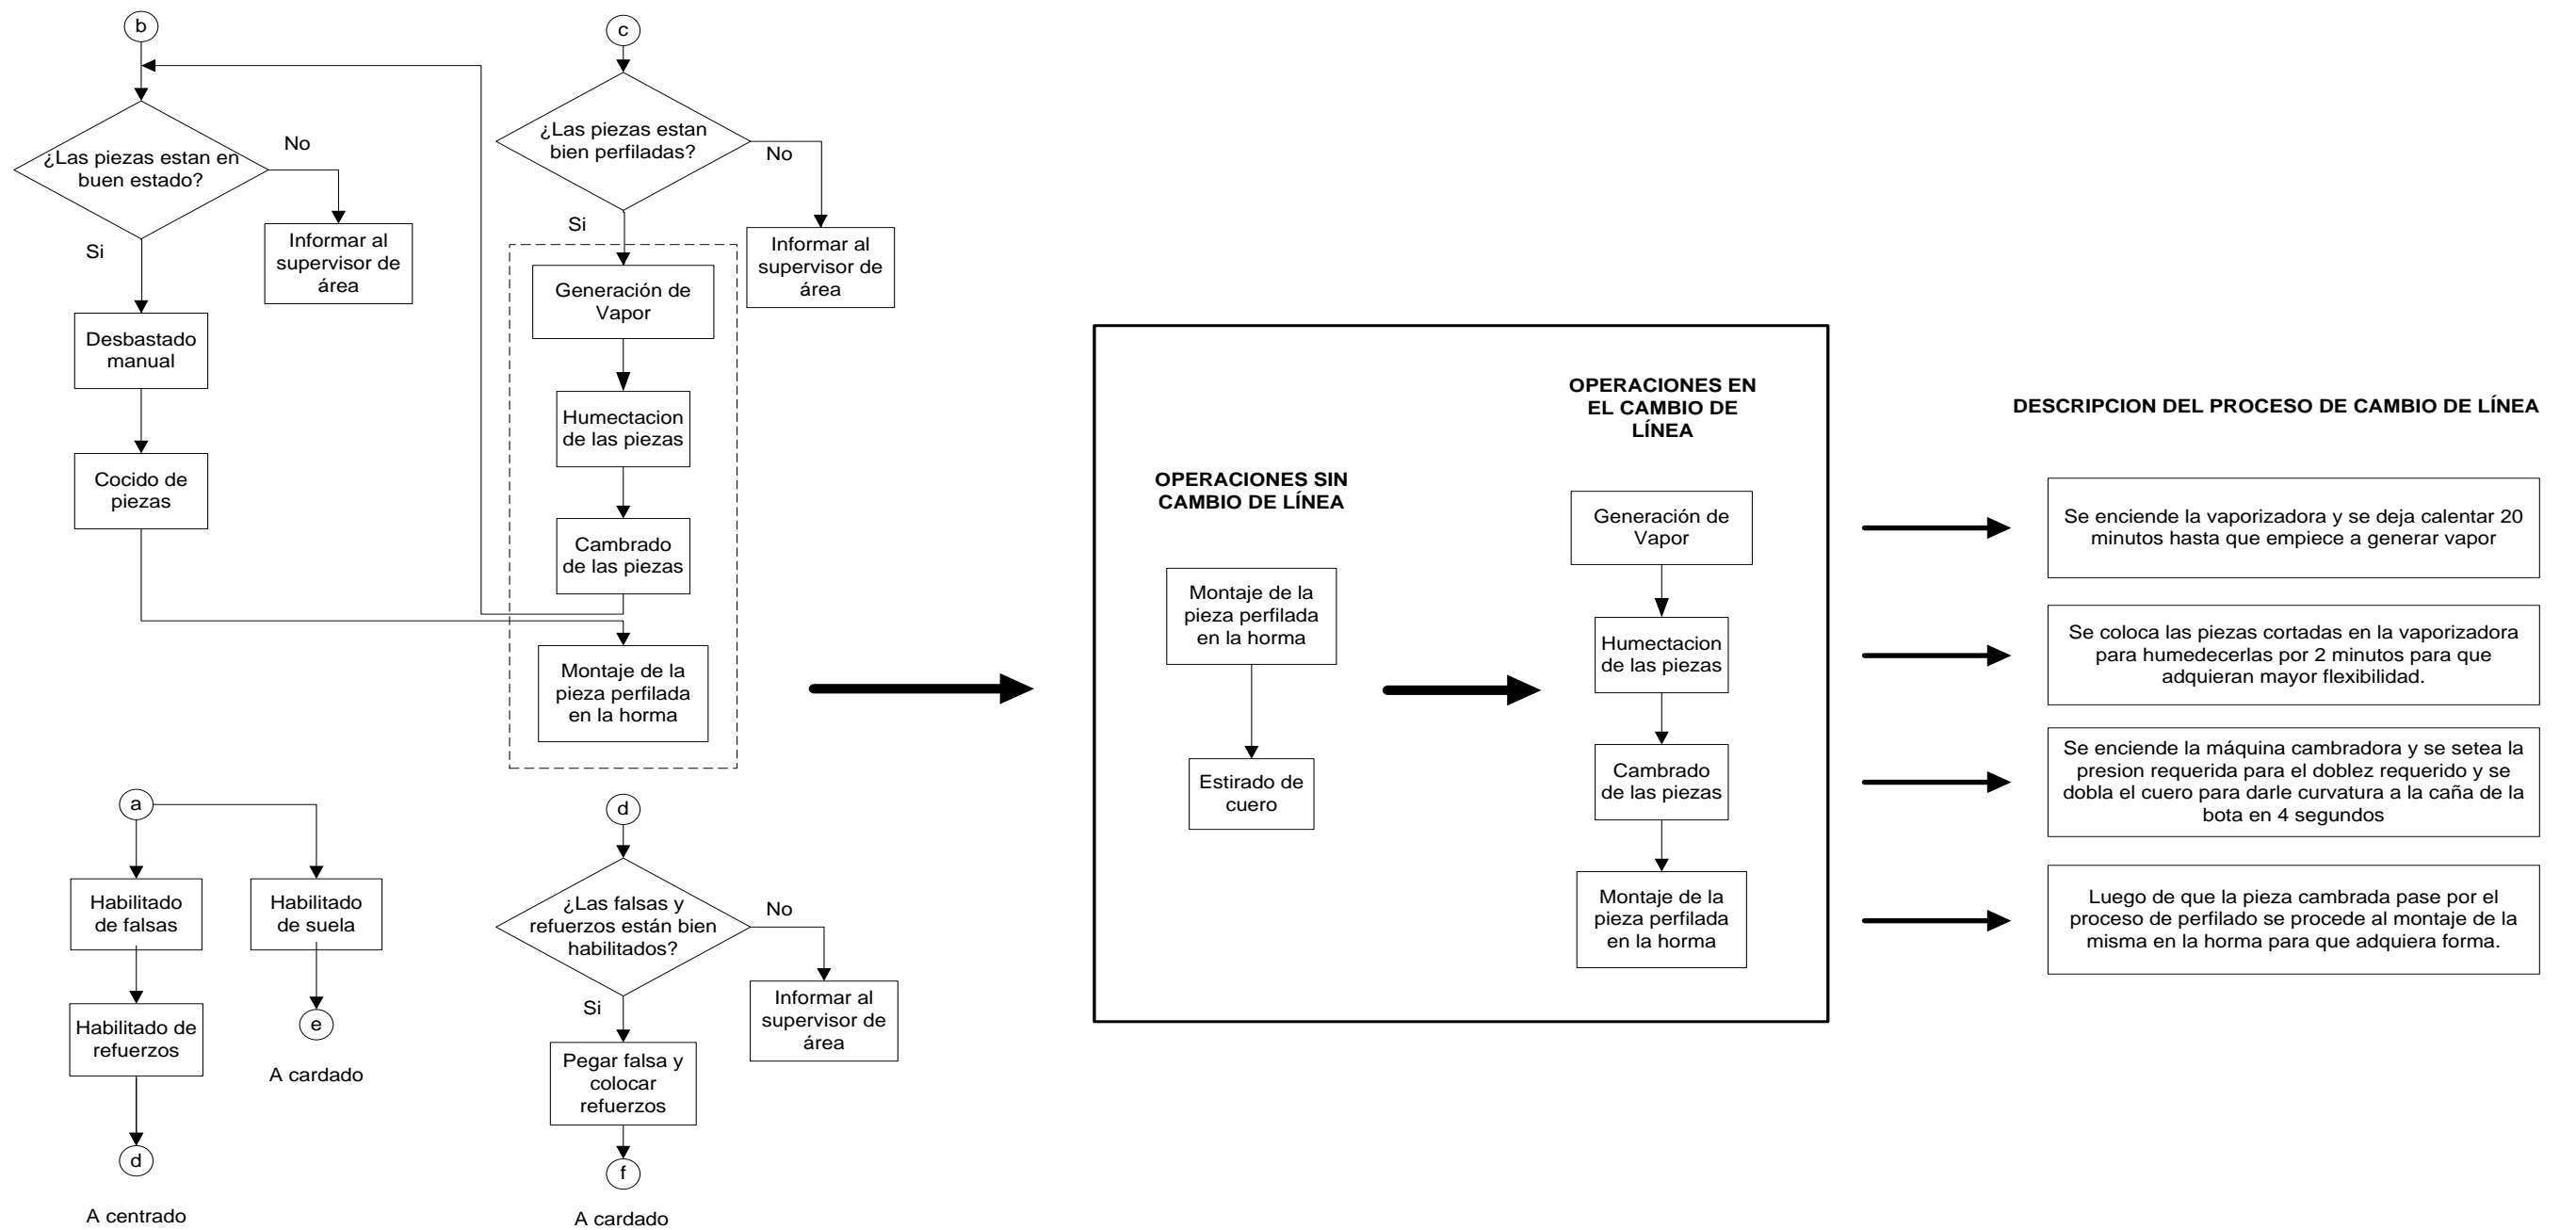 b
¿Las piezas estan en
buen estado?
No
Si
Informar al
supervisor de
área
Desbastado
manual
Cocido de
piezas
c
¿Las piezas estan
bien perfiladas?
No
Si
Informar al
supervisor de
área
Generación de
Vapor
Humectacion
de las piezas
Cambrado
de las piezas
Montaje de la
pieza perfilada
en la horma
a
Habilitado
de falsas
Habilitado
de suela
Habilitado de
refuerzos
e
A cardado
d
A centrado
d
¿Las falsas y
refuerzos están bien
habilitados?
No
Si
Informar al
supervisor de
área
Pegar falsa y
colocar
refuerzos
f
A cardado
OPERACIONES SIN
CAMBIO DE LÍNEA
Montaje de la
pieza perfilada
en la horma
Estirado de
cuero
OPERACIONES EN
EL CAMBIO DE
LÍNEA
Generación de
Vapor
Humectacion
de las piezas
Cambrado
de las piezas
Montaje de la
pieza perfilada
en la horma
DESCRIPCION DEL PROCESO DE CAMBIO DE LÍNEA
Se enciende la vaporizadora y se deja calentar 20
minutos hasta que empiece a generar vapor
Se coloca las piezas cortadas en la vaporizadora
para humedecerlas por 2 minutos para que
adquieran mayor flexibilidad.
Se enciende la máquina cambradora y se setea la
presion requerida para el doblez requerido y se
dobla el cuero para darle curvatura a la caña de la
bota en 4 segundos
Luego de que la pieza cambrada pase por el
proceso de perfilado se procede al montaje de la
misma en la horma para que adquiera forma.